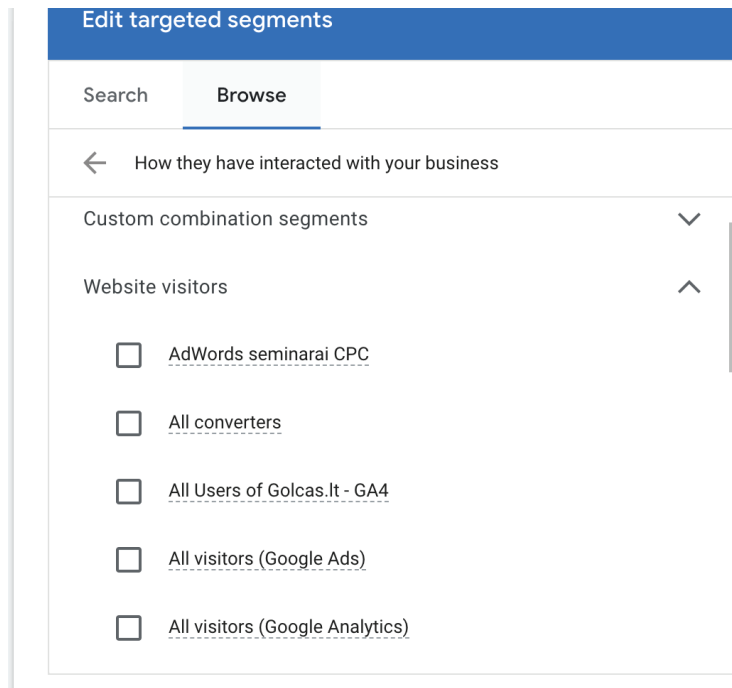 Edit targeted segments
Search Browse
How they have interacted with your business
Custom combination segments
Website visitors
AdWords seminarai CPC
All converters
All Users of Golcas.lt - GA4
All visitors (Google Ads)
All visitors (Google Analytics)